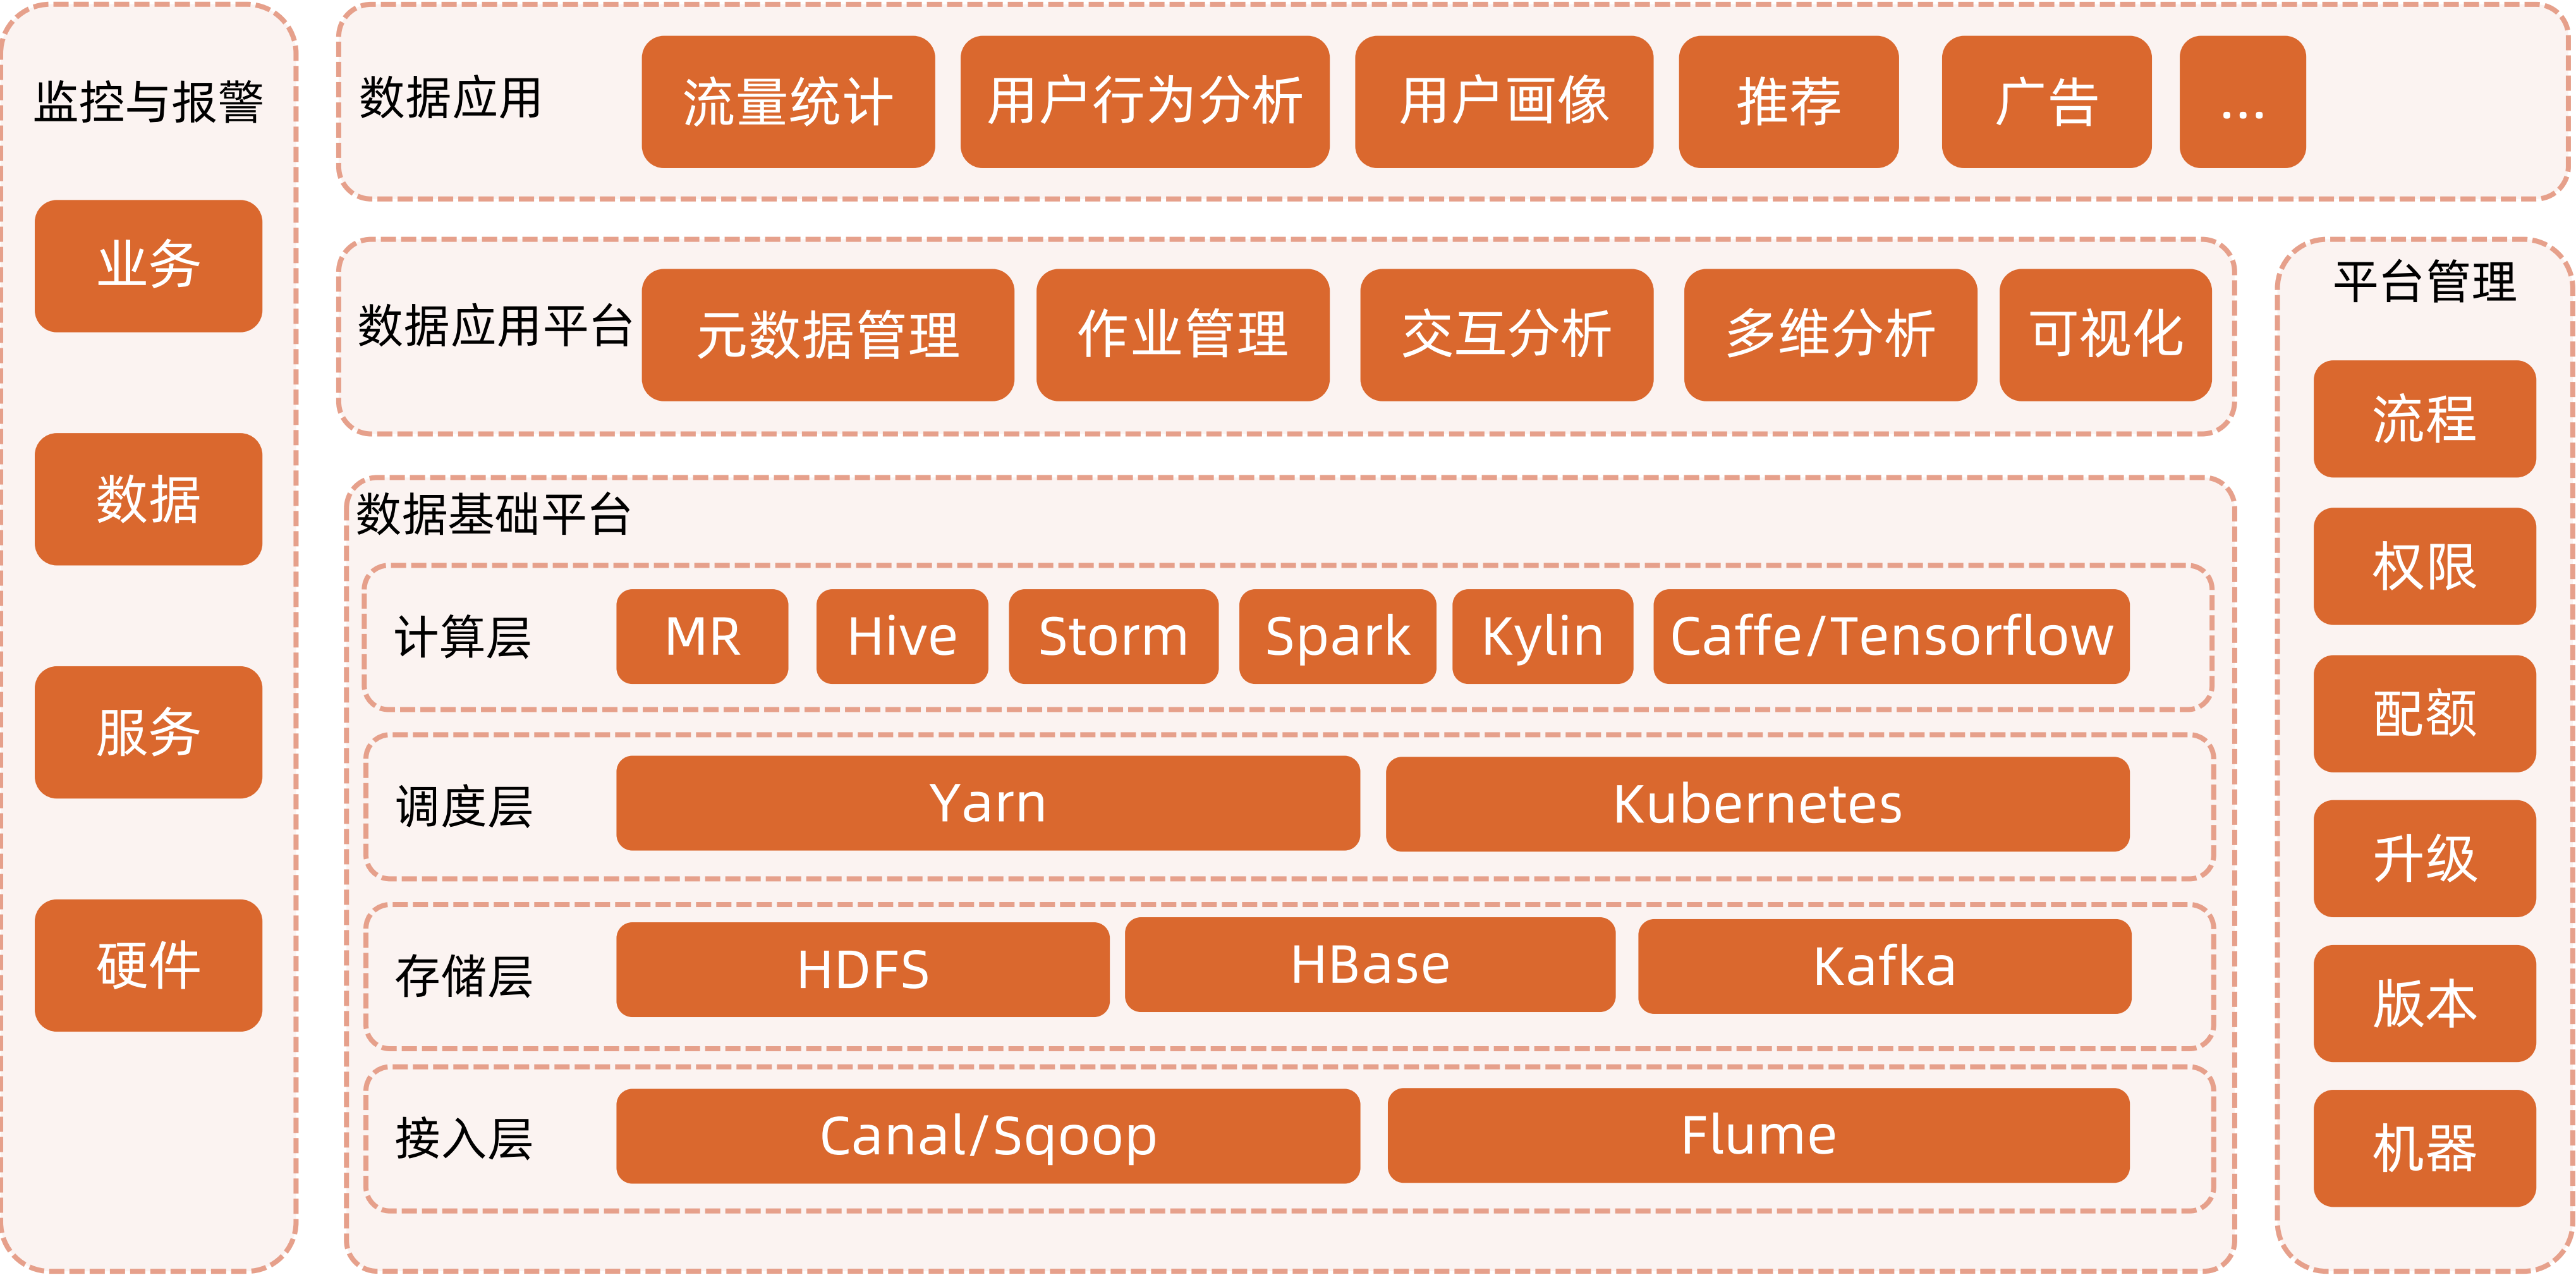 监控与报警
业务
数据
服务
硬件
数据应用
流量统计
用户行为分析
用户画像
推荐
广告
...
数据应用平台
元数据管理
作业管理
交互分析
多维分析
可视化
数据基础平台
计算层
MR
Hive
Storm
Spark
Kylin
Caffe/Tensorflow
调度层
Yarn
Kubernetes
存储层
HDFS
HBase
Kafka
接入层
Canal/Sqoop
Flume
平台管理
流程
权限
配额
升级
版本
机器